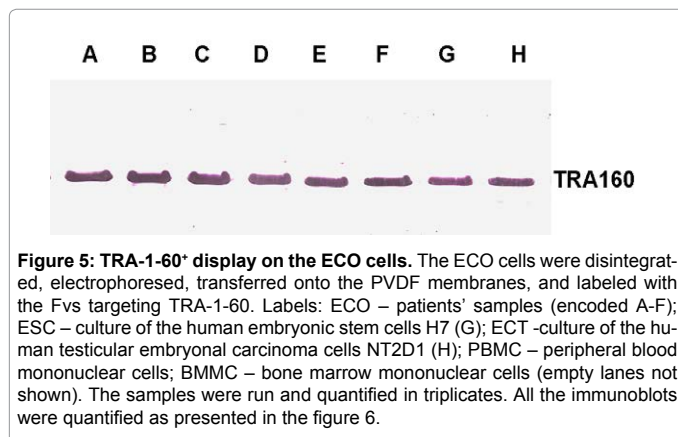 A B C D E F G H
TRA160
Figure 5: TRA-1-60⁺ display on the ECO cells. The ECO cells were disintegrat-
ed, electrophoresed, transferred onto the PVDF membranes, and labeled with
the Fvs targeting TRA-1-60. Labels: ECO – patients' samples (encoded A-F);
ESC – culture of the human embryonic stem cells H7 (G); ECT -culture of the hu-
man testicular embryonal carcinoma cells NT2D1 (H); PBMC – peripheral blood
mononuclear cells; BMMC – bone marrow mononuclear cells (empty lanes not
shown). The samples were run and quantified in triplicates. All the immunoblots
were quantified as presented in the figure 6.